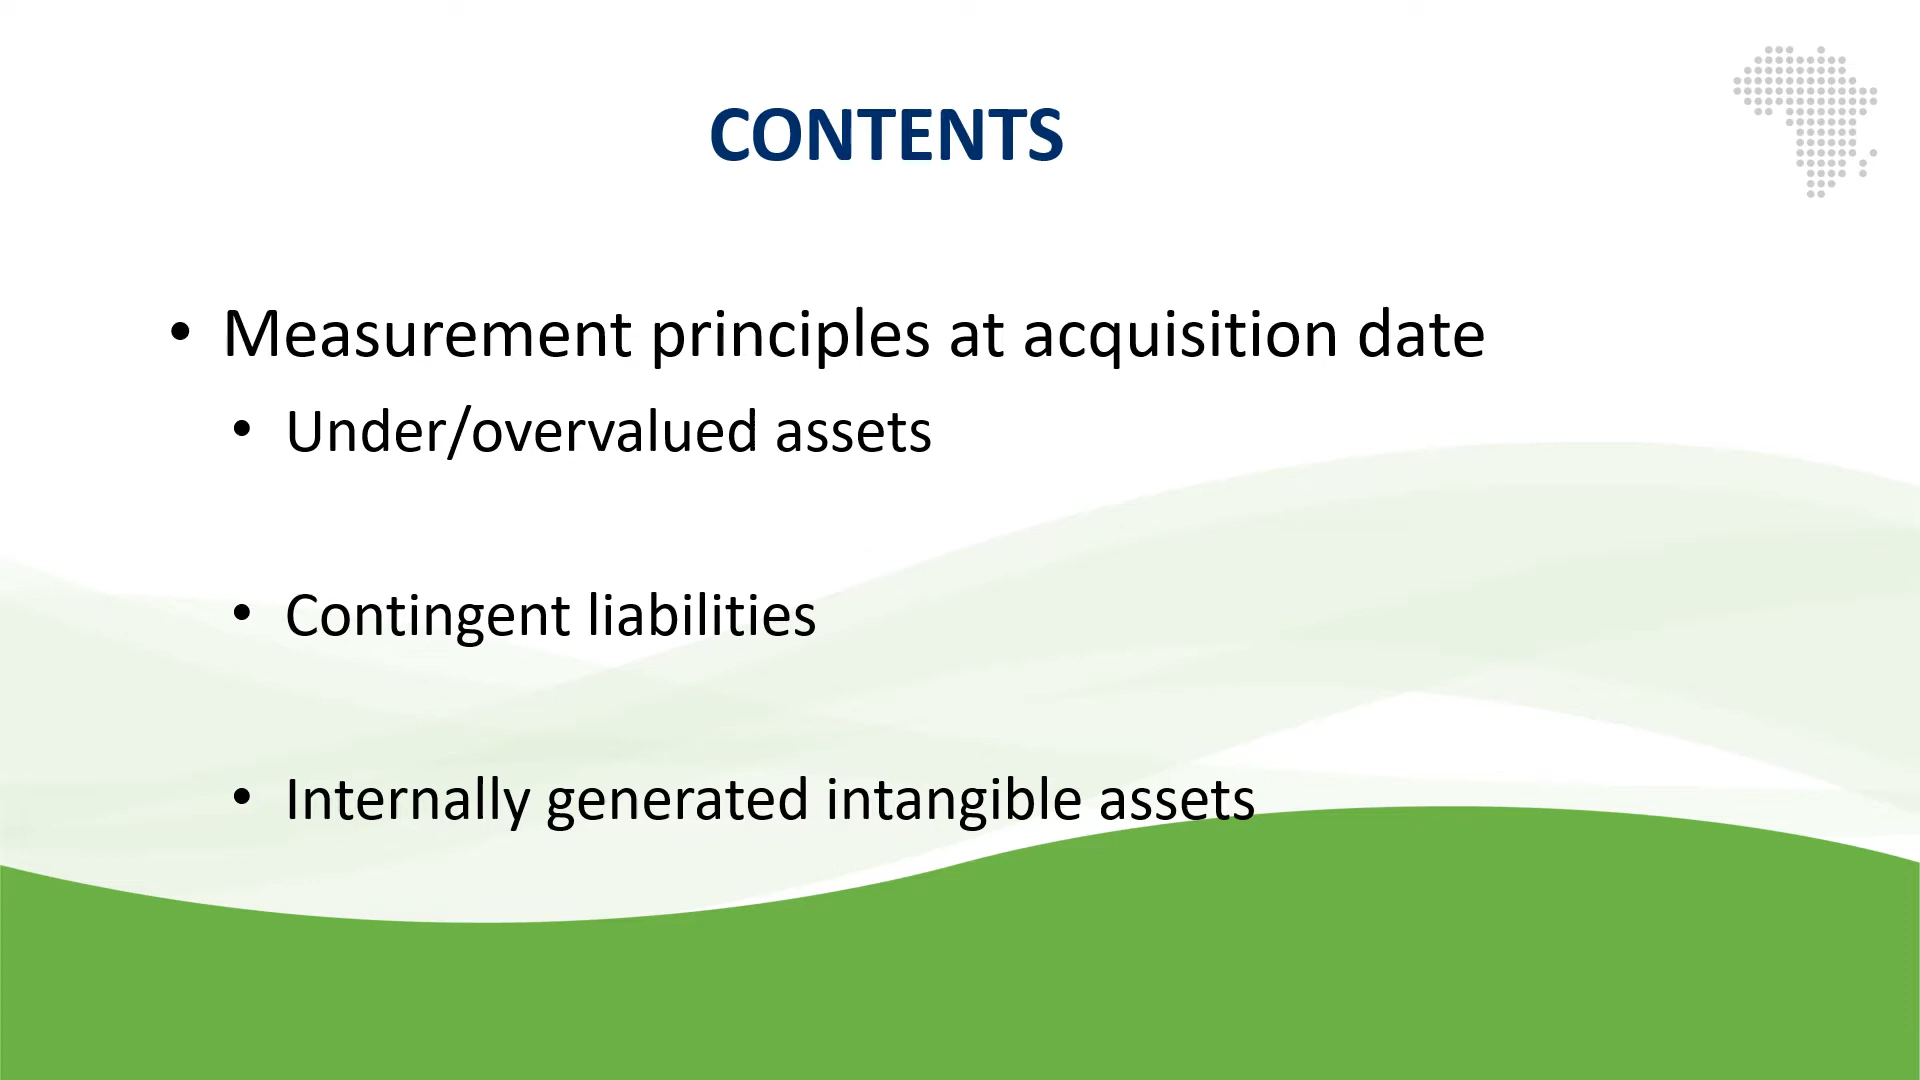 CONTENTS
• Measurement principles at acquisition date
• Under/overvalued assets
• Contingent liabilities
• Internally generated intangible assets